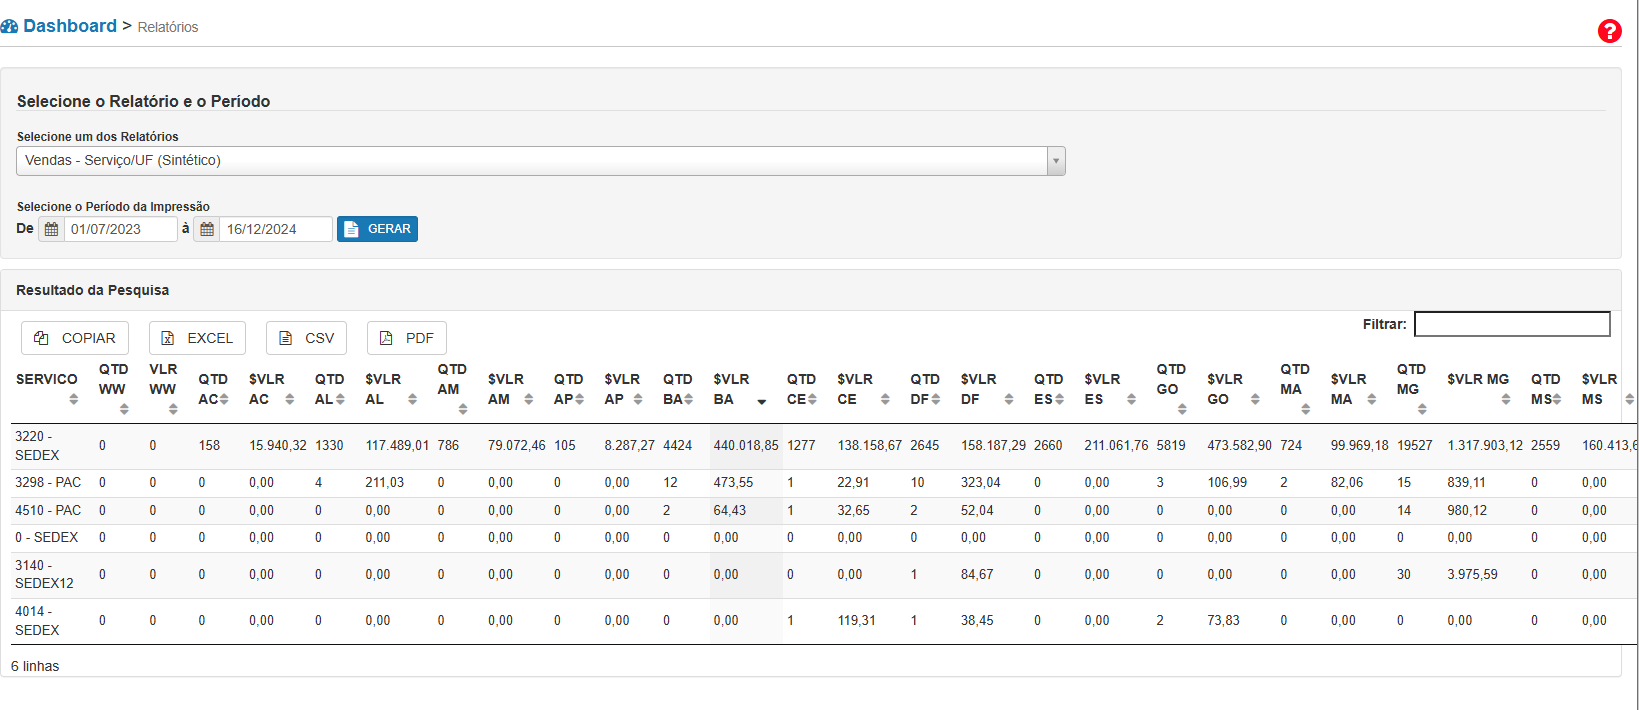 Dashboard > Relatórios
?
Selecione o Relatório e o Período
Selecione um dos Relatórios
Vendas - Serviço/UF (Sintético)
Selecione o Período da Impressão
De 01/07/2023 à 16/12/2024 GERAR
Resultado da Pesquisa
COPIAR EXCEL CSV PDF Filtrar:
SERVICO QTD WW VLR WW QTD AC $VLR AC QTD AL $VLR AL QTD AM $VLR AM QTD AP $VLR AP QTD BA $VLR BA QTD CE $VLR CE QTD DF $VLR DF QTD ES $VLR ES QTD GO $VLR GO QTD MA $VLR MA QTD MG $VLR MG QTD MS $VLR MS
3220 - SEDEX 0 0 158 15.940,32 1330 117.489,01 786 79.072,46 105 8.287,27 4424 440.018,85 1277 138.158,67 2645 158.187,29 2660 211.061,76 5819 473.582,90 724 99.969,18 19527 1.317.903,12 2559 160.413,6
3298 - PAC 0 0 0 0,00 4 211,03 0 0,00 0 0,00 12 473,55 1 22,91 10 323,04 0 0,00 3 106,99 2 82,06 15 839,11 0 0,00
4510 - PAC 0 0 0 0,00 0 0,00 0 0,00 0 0,00 2 64,43 1 32,65 2 52,04 0 0,00 0 0,00 0 0,00 14 980,12 0 0,00
0 - SEDEX 0 0 0 0,00 0 0,00 0 0,00 0 0,00 0 0,00 0 0,00 0 0,00 0 0,00 0 0,00 0 0,00 0 0,00 0 0,00
3140 - SEDEX12 0 0 0 0,00 0 0,00 0 0,00 0 0,00 0 0,00 0 0,00 1 84,67 0 0,00 0 0,00 0 0,00 30 3.975,59 0 0,00
4014 - SEDEX 0 0 0 0,00 0 0,00 0 0,00 0 0,00 0 0,00 1 119,31 1 38,45 0 0,00 2 73,83 0 0,00 0 0,00 0 0,00
6 linhas